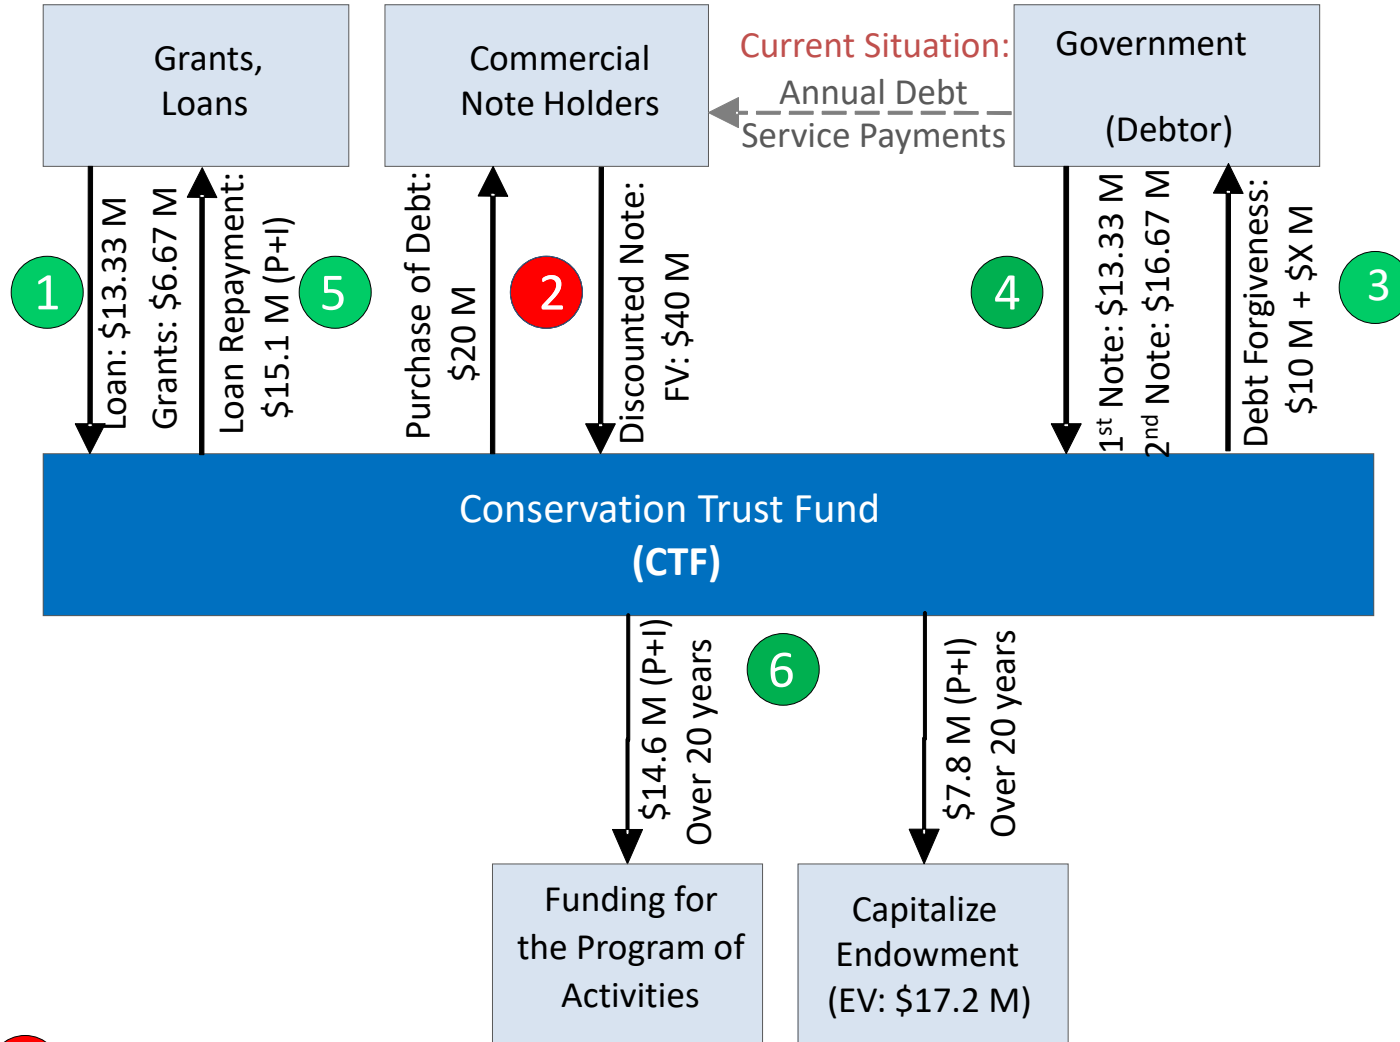 Grants,
Loans
Commercial
Note Holders
Current Situation:
Annual Debt
Service Payments
Government
(Debtor)
1
Loan: $13.33 M
Grants: $6.67 M
Loan Repayment:
$15.1 M (P+I)
5
Purchase of Debt:
$20 M
2
Discounted Note:
FV: $40 M
4
1st Note: $13.33 M
2nd Note: $16.67 M
Debt Forgiveness:
$10 M + $X M
3
Conservation Trust Fund
(CTF)
$14.6 M (P+I)
Over 20 years
6
$7.8 M (P+I)
Over 20 years
Funding for
the Program of
Activities
Capitalize
Endowment
(EV: $17.2 M)